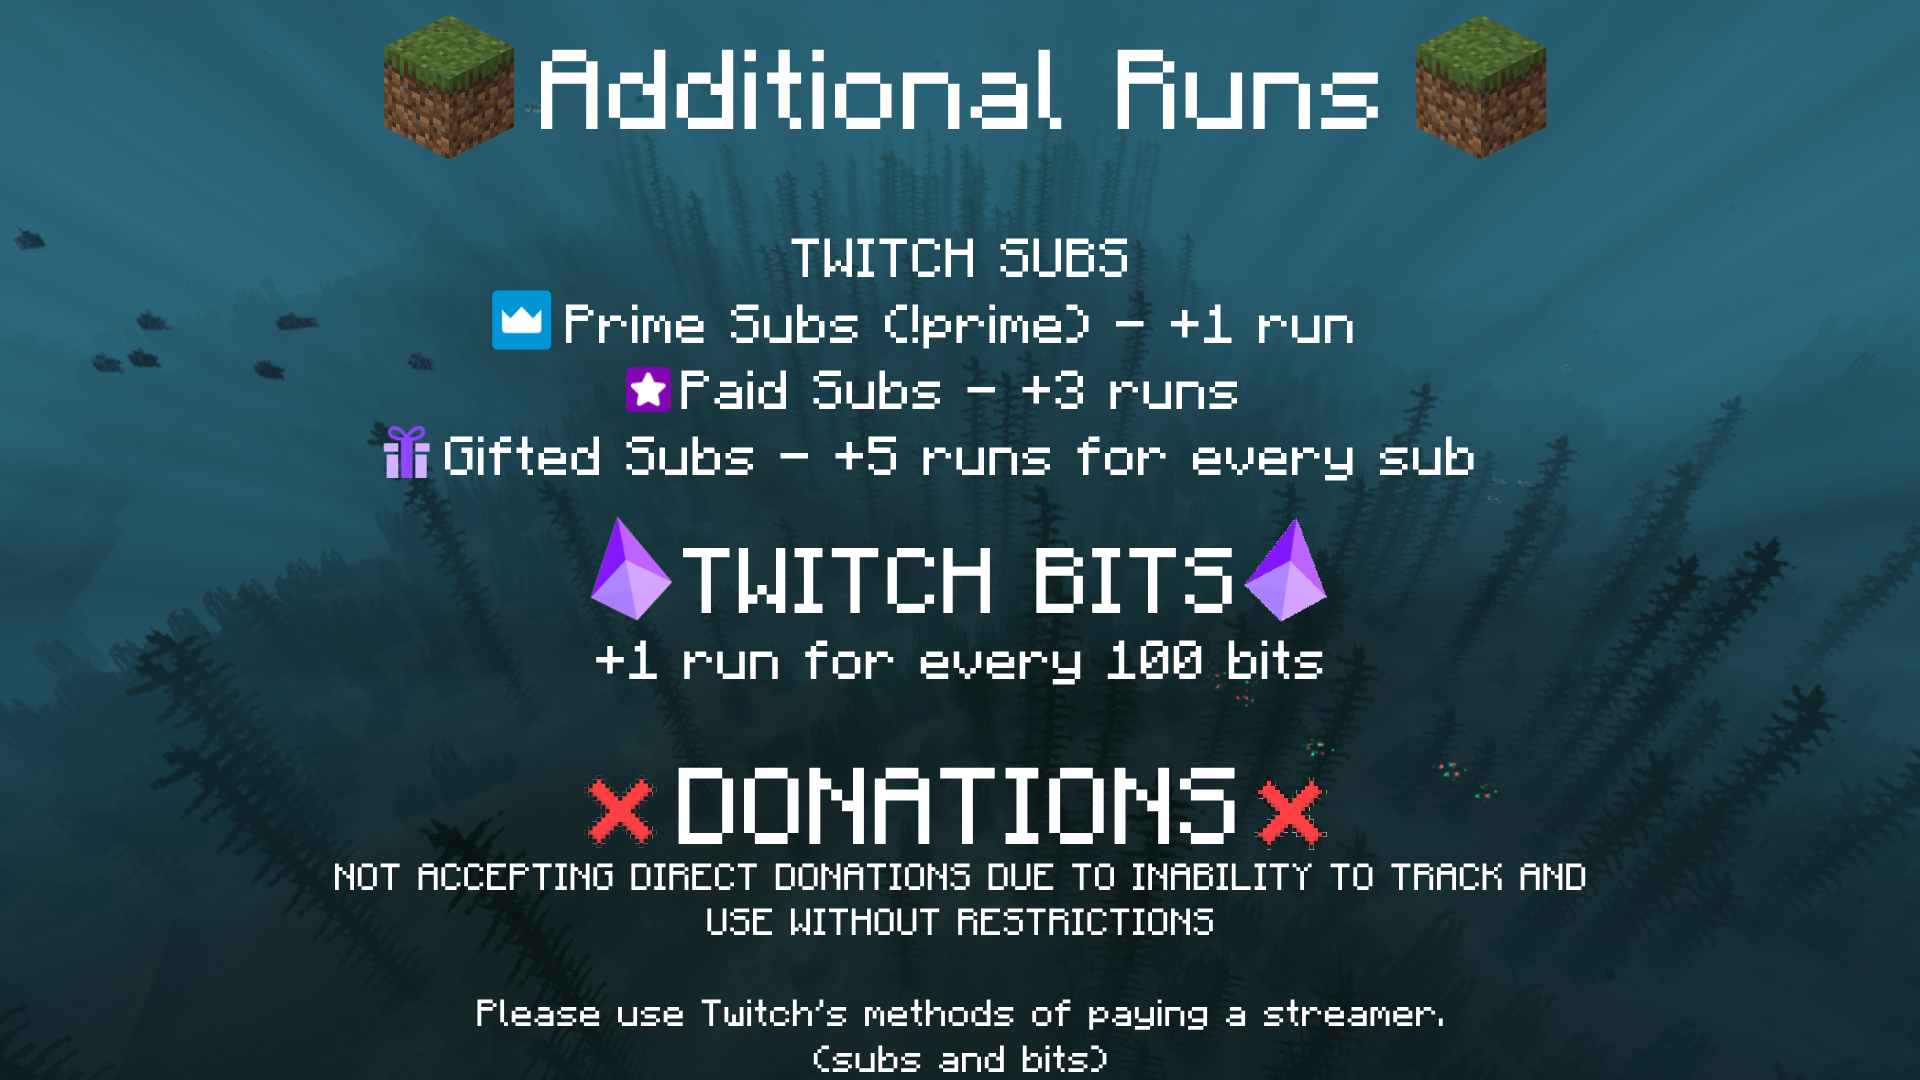 Additional Runs
TWITCH SUBS
Prime Subs (!prime) - +1 run
Paid Subs - +3 runs
Gifted Subs - +5 runs for every sub
TWITCH BITS
+1 run for every 100 bits
DONATIONS
NOT ACCEPTING DIRECT DONATIONS DUE TO INABILITY TO TRACK AND
USE WITHOUT RESTRICTIONS
Please use Twitch's methods of paying a streamer.
(subs and bits)